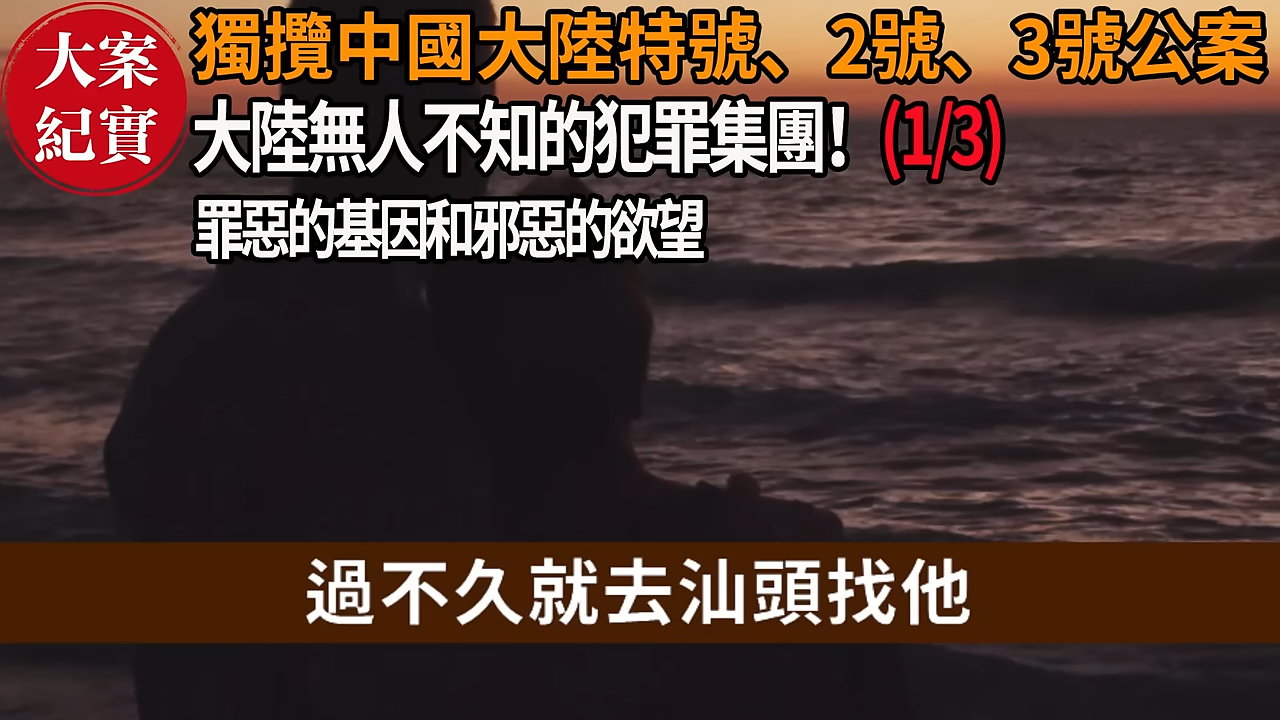 大案
紀實
獨攬中國大陸特號、2號、3號公案
大陸無人不知的犯罪集團！(1/3)
罪惡的基因和邪惡的欲望
過不久就去汕頭找他